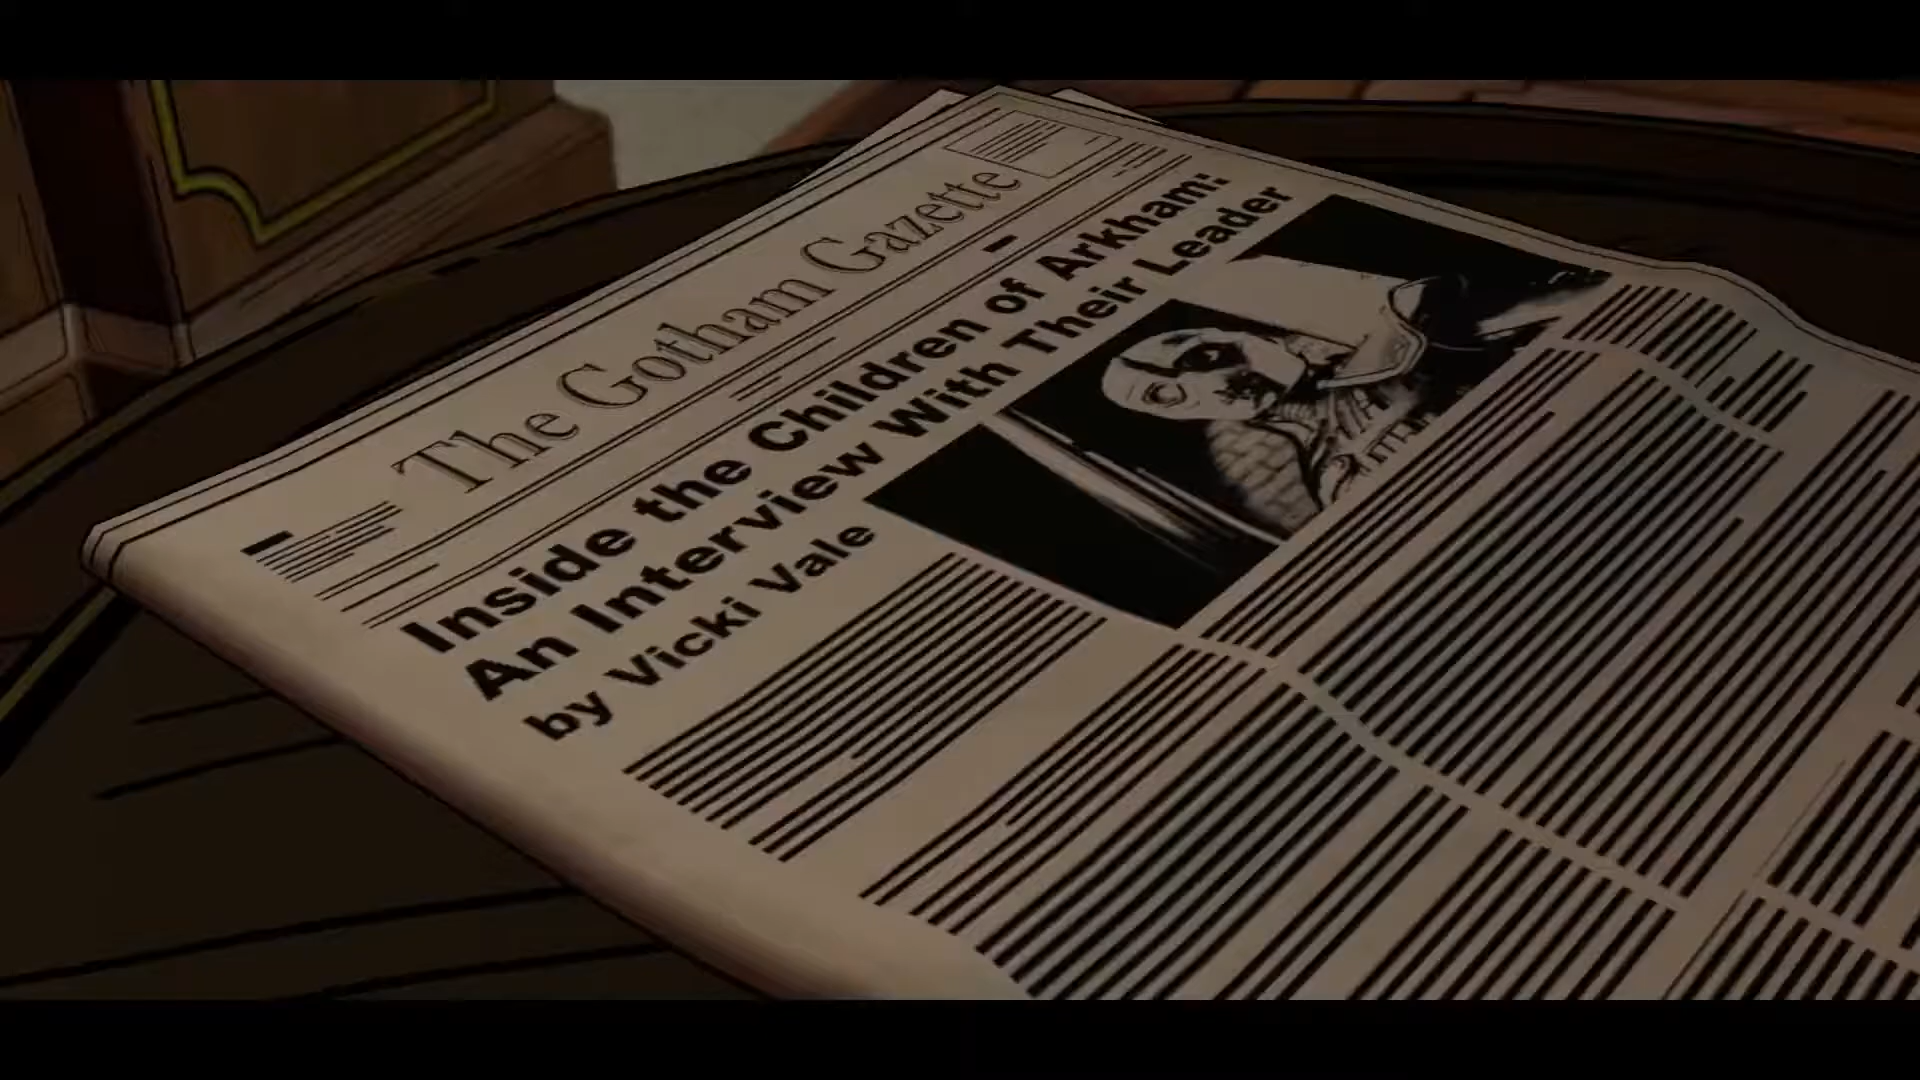 The Gotham Gazette
Inside the Children of Arkham:
An Interview With Their Leader
by Vicki Vale